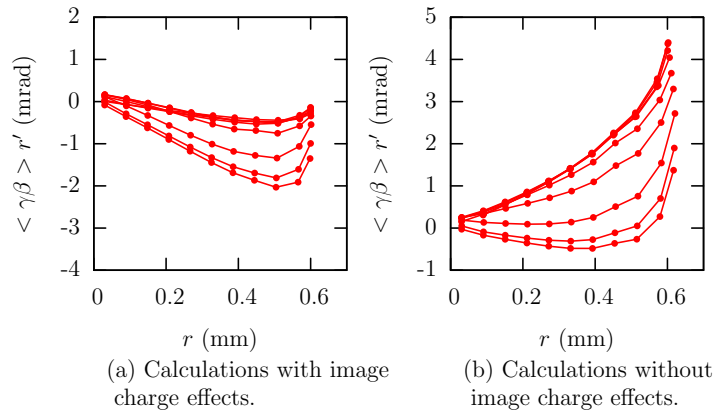 2
1
0
-1
-2
-3
-4
0 0.2 0.4 0.6
< γβ > r′ (mrad)
r (mm)
(a) Calculations with image
charge effects.
5
4
3
2
1
0
-1
0 0.2 0.4 0.6
< γβ > r′ (mrad)
r (mm)
(b) Calculations without
image charge effects.